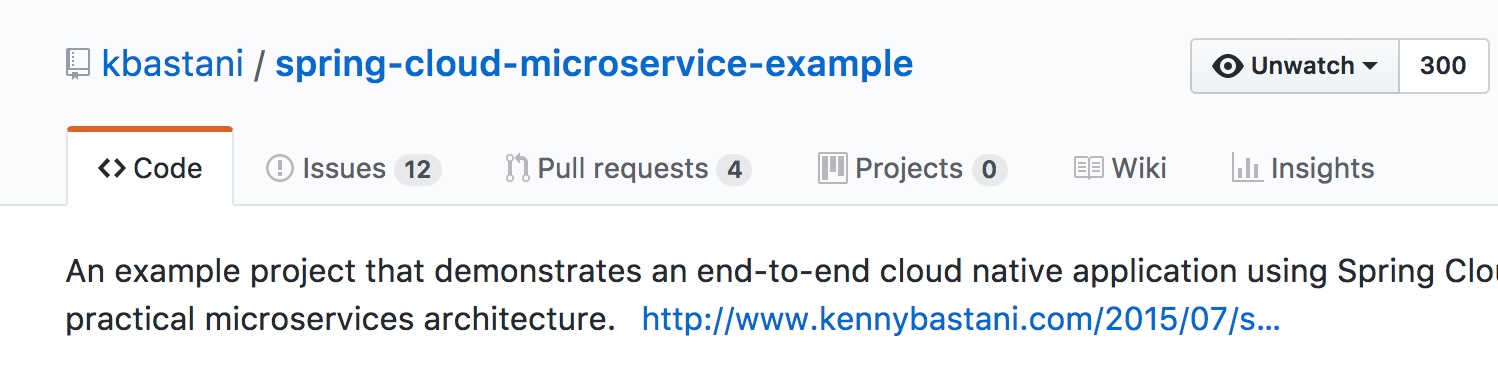 kbastani / spring-cloud-microservice-example Unwatch 300
Code Issues 12 Pull requests 4 Projects 0 Wiki Insights
An example project that demonstrates an end-to-end cloud native application using Spring
practical microservices architecture. http://www.kennybastani.com/2015/07/s...